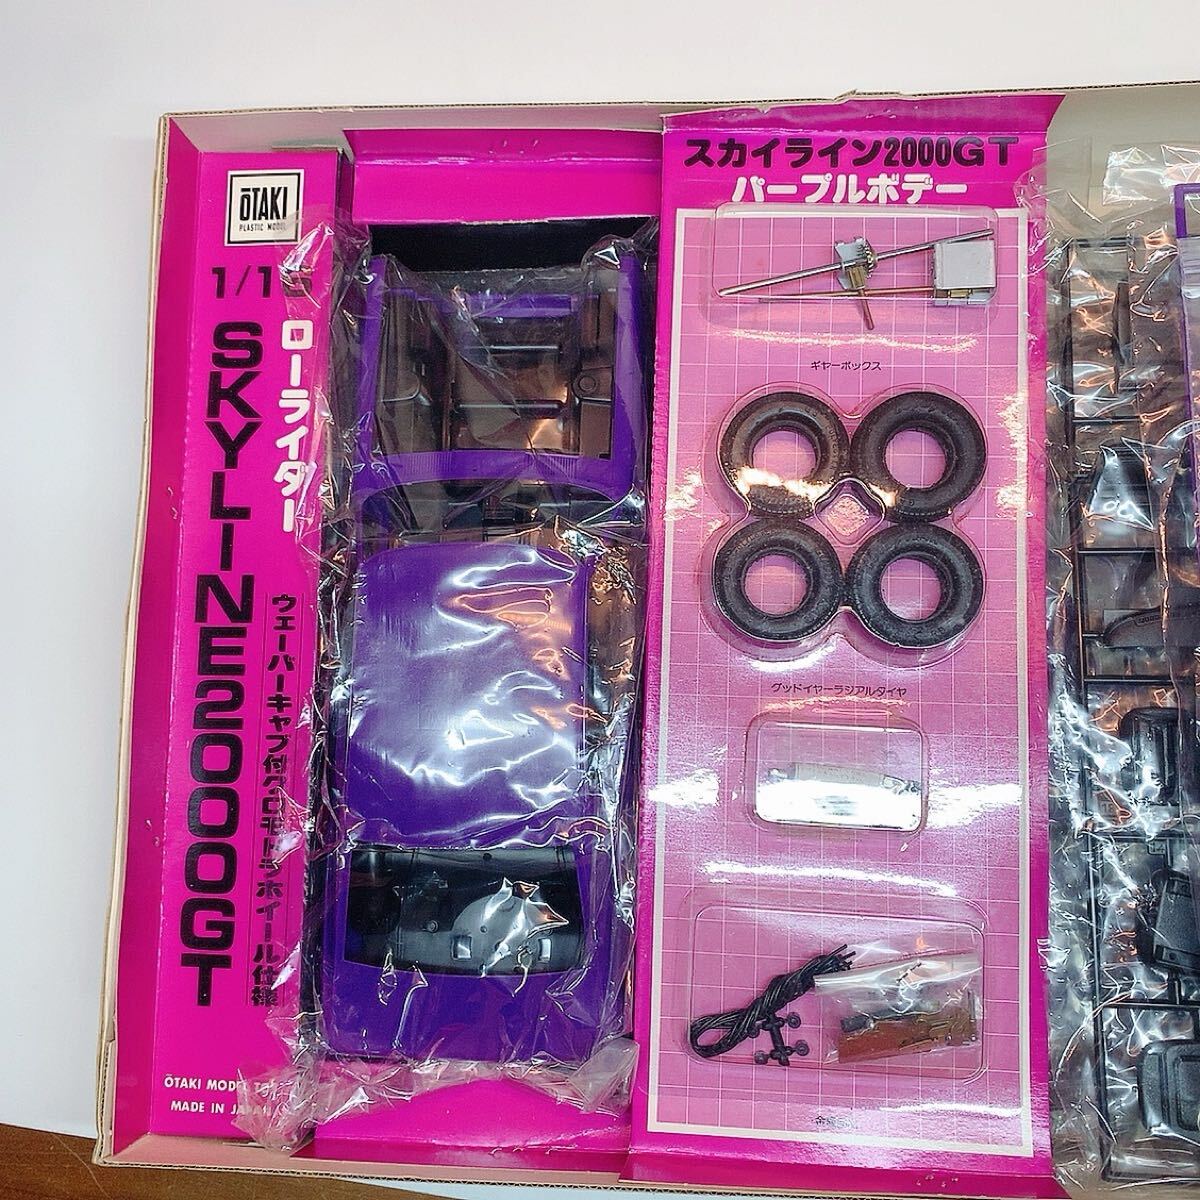 ŌTAKI
PLASTIC MODEL
1/16
ローライダー
SKYLINE2000GT
ウェーバーキャブ付クロモドラホイール仕様
ŌTAKI MODEL
MADE IN JAPAN
スカイライン2000GT
パープルボデー
ギヤーボックス
グッドイヤーラジアルタイヤ